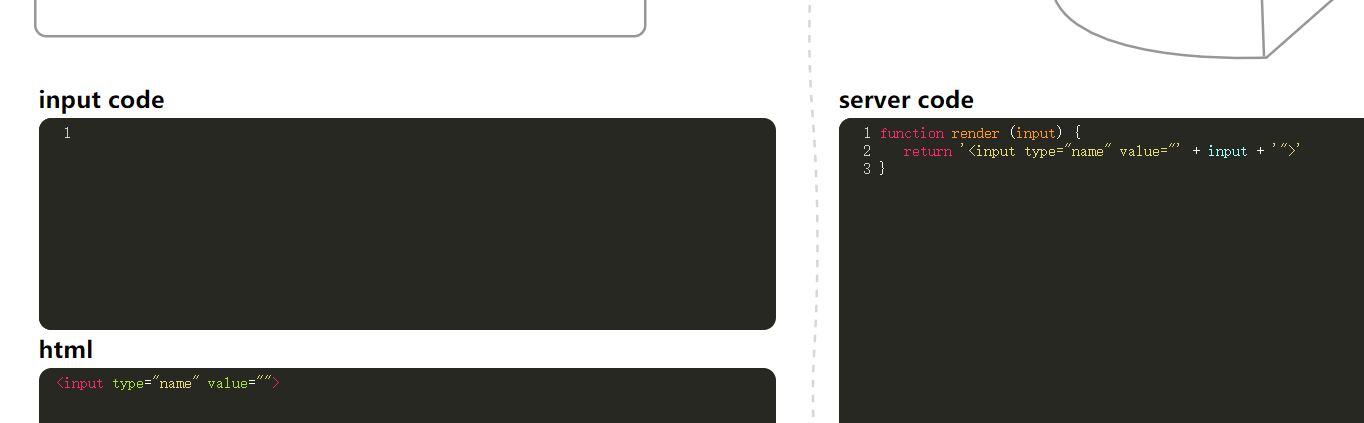 input code
1
html
<input type="name" value="">
server code
1 function render (input) {
2 return '<input type="name" value="' + input + '">'
3 }